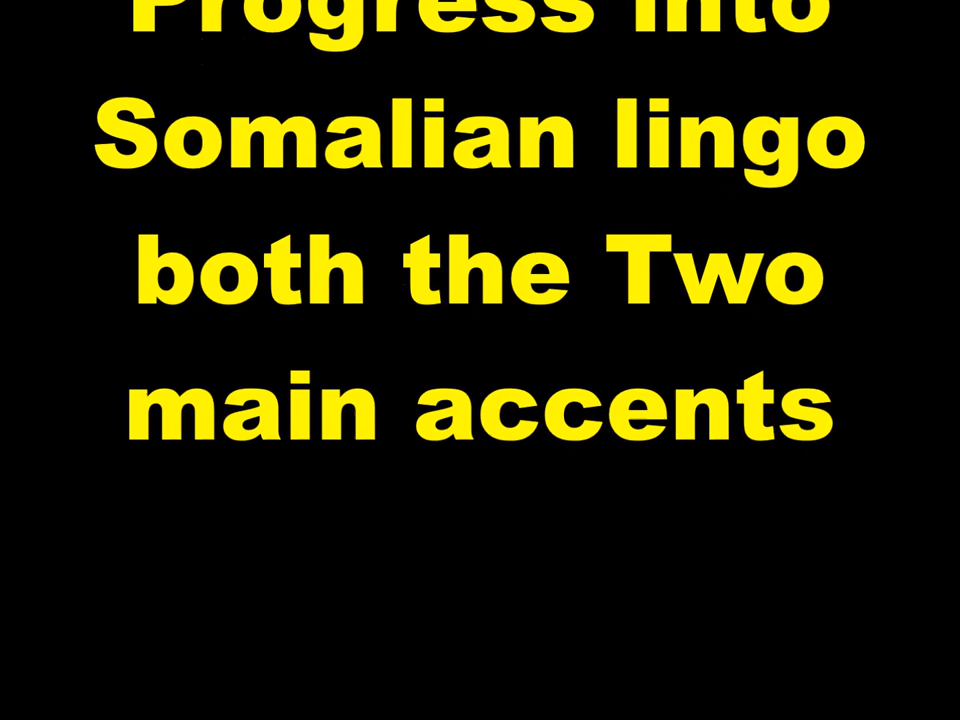 Progress into
Somalian lingo
both the Two
main accents